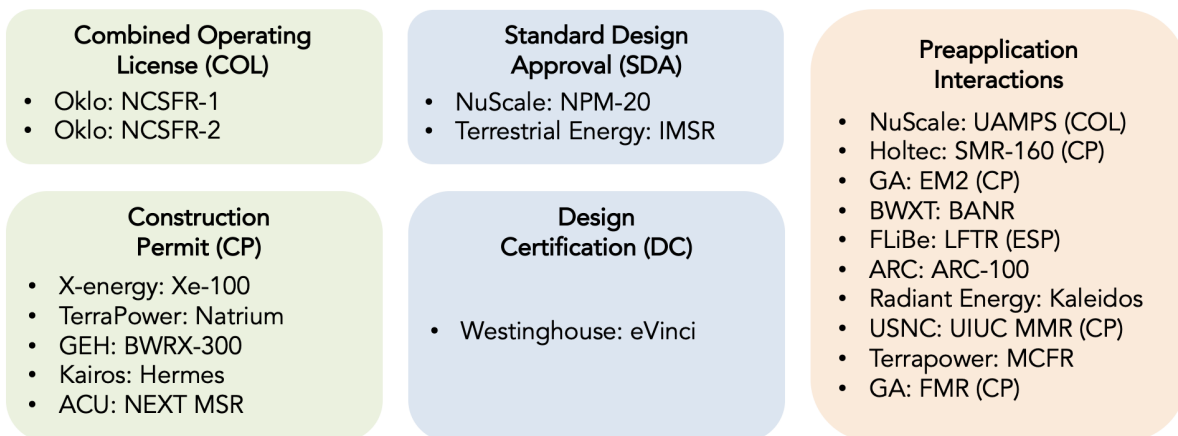 Combined Operating
License (COL)
• Oklo: NCSFR-1
• Oklo: NCSFR-2
Standard Design
Approval (SDA)
• NuScale: NPM-20
• Terrestrial Energy: IMSR
Construction
Permit (CP)
• X-energy: Xe-100
• TerraPower: Natrium
• GEH: BWRX-300
• Kairos: Hermes
• ACU: NEXT MSR
Design
Certification (DC)
• Westinghouse: eVinci
Preapplication
Interactions
• NuScale: UAMPS (COL)
• Holtec: SMR-160 (CP)
• GA: EM2 (CP)
• BWXT: BANR
• FLiBe: LFTR (ESP)
• ARC: ARC-100
• Radiant Energy: Kaleidos
• USNC: UIUC MMR (CP)
• Terrapower: MCFR
• GA: FMR (CP)